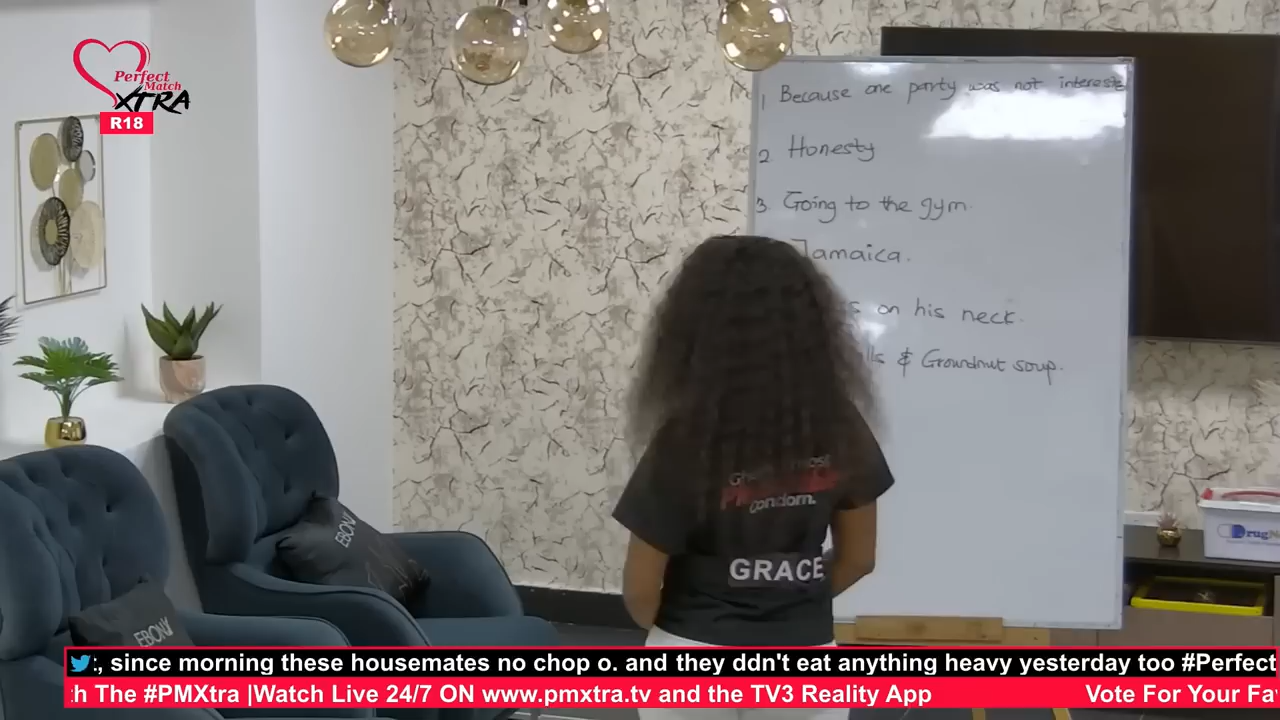 Perfect
Match
XTRA
R18
1 Because one party was not intereste
2 Honesty
3. Going to the gym.
Jamaica.
on his neck.
& Groundnut soup.
condom.
GRACE
EBONY
EBONY
, since morning these housemates no chop o. and they ddn't eat anything heavy yesterday too #Perfect
h The #PMXtra |Watch Live 24/7 ON www.pmxtra.tv and the TV3 Reality App Vote For Your Fa